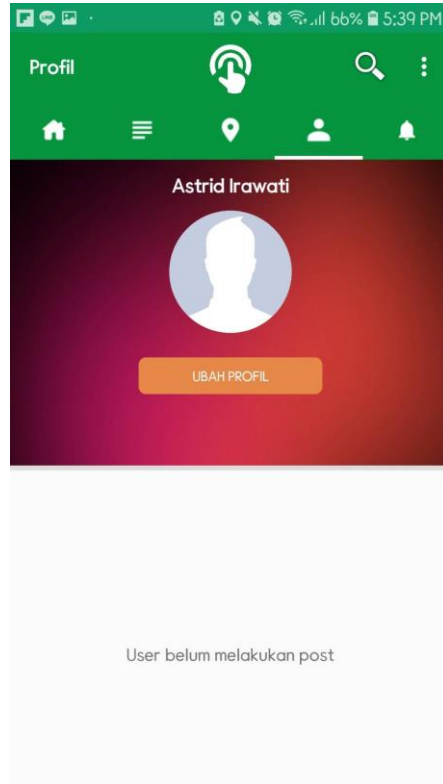 66% 5:39 PM
Profil
Astrid Irawati
UBAH PROFIL
User belum melakukan post